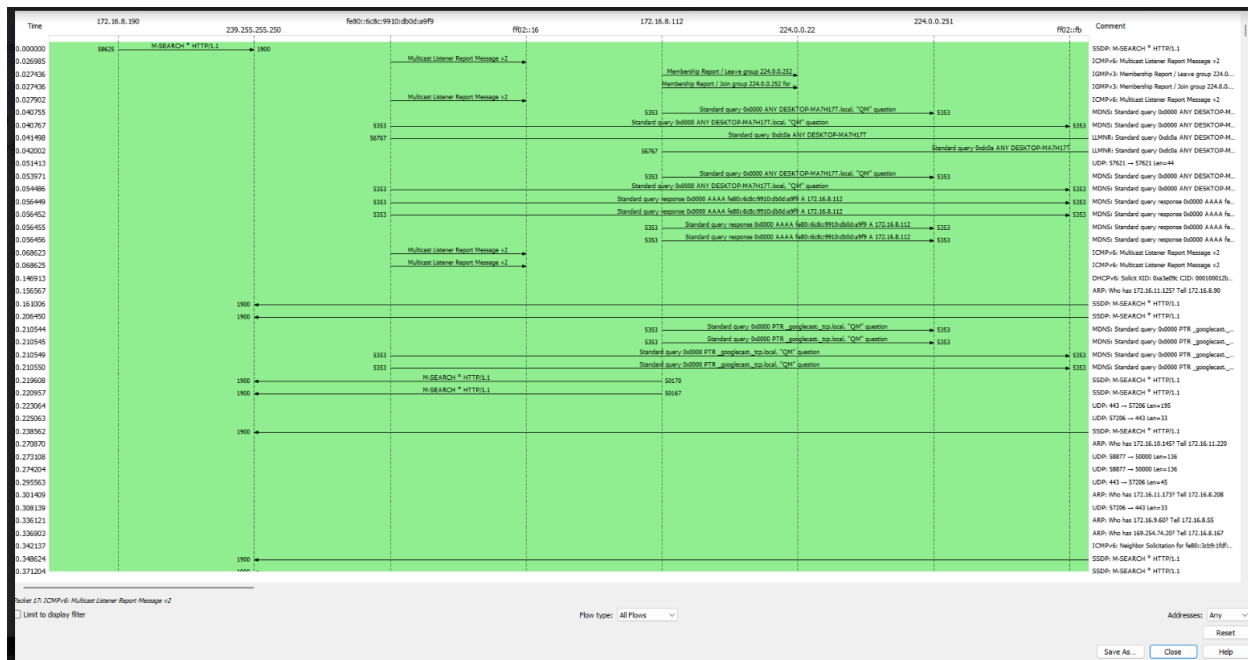 172.16.8.190 fe80::6c8c:9910:db0d:a9f9 172.16.8.112 224.0.0.251
Time 239.255.255.250 ff02::16 224.0.0.22 ff02::fb Comment
0.000000 58625 M-SEARCH * HTTP/1.1 1900 SSDP: M-SEARCH * HTTP/1.1
0.026985 Multicast Listener Report Message v2 ICMPv6: Multicast Listener Report Message v2
0.027436 Membership Report / Leave group 224.0.0.252 IGMPv3: Membership Report / Leave group 224.0...
0.027436 Membership Report / Join group 224.0.0.252 for IGMPv3: Membership Report / Join group 224.0.0...
0.027902 Multicast Listener Report Message v2 ICMPv6: Multicast Listener Report Message v2
0.040755 5353 Standard query 0x0000 ANY DESKTOP-MA7H17T.local, "QM" question 5353 MDNS: Standard query 0x0000 ANY DESKTOP-M...
0.040767 5353 Standard query 0x0000 ANY DESKTOP-MA7H17T.local, "QM" question 5353 MDNS: Standard query 0x0000 ANY DESKTOP-M...
0.041498 56767 Standard query 0xdc0a ANY DESKTOP-MA7H17T LLMNR: Standard query 0xdc0a ANY DESKTOP-M...
0.042002 56767 Standard query 0xdc0a ANY DESKTOP-MA7H17T LLMNR: Standard query 0xdc0a ANY DESKTOP-M...
0.051413 UDP: 57621 → 57621 Len=44
0.053971 5353 Standard query 0x0000 ANY DESKTOP-MA7H17T.local, "QM" question 5353 MDNS: Standard query 0x0000 ANY DESKTOP-M...
0.054486 5353 Standard query 0x0000 ANY DESKTOP-MA7H17T.local, "QM" question 5353 MDNS: Standard query 0x0000 ANY DESKTOP-M...
0.056449 5353 Standard query response 0x0000 AAAA fe80::6c8c:9910:db0d:a9f9 A 172.16.8.112 5353 MDNS: Standard query response 0x0000 AAAA fe...
0.056452 5353 Standard query response 0x0000 AAAA fe80::6c8c:9910:db0d:a9f9 A 172.16.8.112 5353 MDNS: Standard query response 0x0000 AAAA fe...
0.056455 5353 Standard query response 0x0000 AAAA fe80::6c8c:9910:db0d:a9f9 A 172.16.8.112 5353 MDNS: Standard query response 0x0000 AAAA fe...
0.056456 5353 Standard query response 0x0000 AAAA fe80::6c8c:9910:db0d:a9f9 A 172.16.8.112 5353 MDNS: Standard query response 0x0000 AAAA fe...
0.068623 Multicast Listener Report Message v2 ICMPv6: Multicast Listener Report Message v2
0.068625 Multicast Listener Report Message v2 ICMPv6: Multicast Listener Report Message v2
0.146913 DHCPv6: Solicit XID: 0xa3e09c CID: 000100012b...
0.156567 ARP: Who has 172.16.11.125? Tell 172.16.8.90
0.161006 1900 SSDP: M-SEARCH * HTTP/1.1
0.206450 1900 SSDP: M-SEARCH * HTTP/1.1
0.210544 5353 Standard query 0x0000 PTR _googlecast._tcp.local, "QM" question 5353 MDNS: Standard query 0x0000 PTR _googlecast._...
0.210545 5353 Standard query 0x0000 PTR _googlecast._tcp.local, "QM" question 5353 MDNS: Standard query 0x0000 PTR _googlecast._...
0.210549 5353 Standard query 0x0000 PTR _googlecast._tcp.local, "QM" question 5353 MDNS: Standard query 0x0000 PTR _googlecast._...
0.210550 5353 Standard query 0x0000 PTR _googlecast._tcp.local, "QM" question 5353 MDNS: Standard query 0x0000 PTR _googlecast._...
0.219608 1900 M-SEARCH * HTTP/1.1 50170 SSDP: M-SEARCH * HTTP/1.1
0.220957 1900 M-SEARCH * HTTP/1.1 50167 SSDP: M-SEARCH * HTTP/1.1
0.223064 UDP: 443 → 57206 Len=195
0.225063 UDP: 57206 → 443 Len=33
0.238562 1900 SSDP: M-SEARCH * HTTP/1.1
0.270870 ARP: Who has 172.16.10.145? Tell 172.16.11.220
0.273108 UDP: 58877 → 50000 Len=136
0.274204 UDP: 58877 → 50000 Len=136
0.295563 UDP: 443 → 57206 Len=45
0.301409 ARP: Who has 172.16.11.173? Tell 172.16.8.208
0.308139 UDP: 57206 → 443 Len=33
0.336121 ARP: Who has 172.16.9.60? Tell 172.16.8.55
0.336903 ARP: Who has 169.254.74.20? Tell 172.16.8.167
0.342137 ICMPv6: Neighbor Solicitation for fe80::3cb9:1fdf:...
0.348624 1900 SSDP: M-SEARCH * HTTP/1.1
0.371204 1900 SSDP: M-SEARCH * HTTP/1.1
Packet 17: ICMPv6: Multicast Listener Report Message v2
Limit to display filter Flow type: All Flows Addresses: Any
Reset
Save As... Close Help